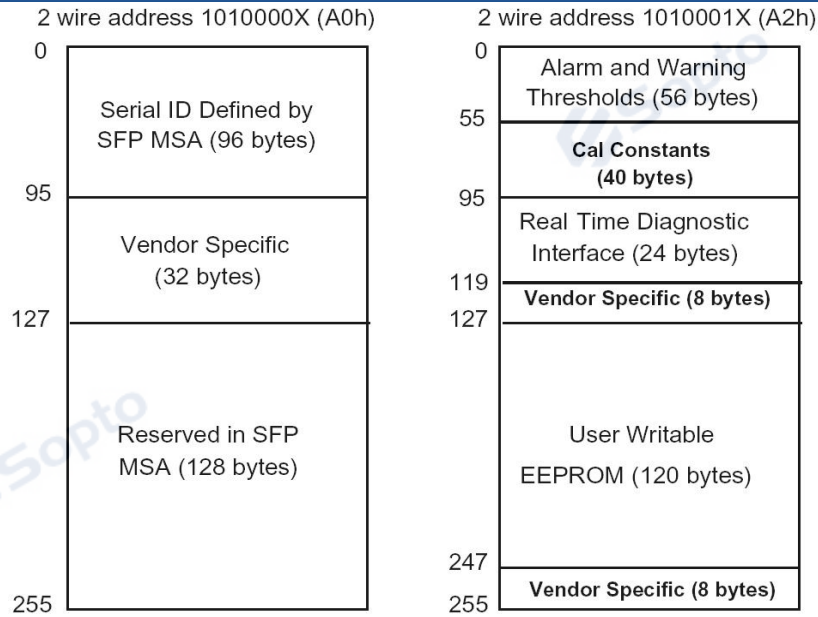 2 wire address 1010000X (A0h)
0
Serial ID Defined by
SFP MSA (96 bytes)
95
Vendor Specific
(32 bytes)
127
Reserved in SFP
MSA (128 bytes)
255
2 wire address 1010001X (A2h)
0
Alarm and Warning
Thresholds (56 bytes)
55
Cal Constants
(40 bytes)
95
Real Time Diagnostic
Interface (24 bytes)
119
Vendor Specific (8 bytes)
127
User Writable
EEPROM (120 bytes)
247
Vendor Specific (8 bytes)
255
Sopto
Sopto